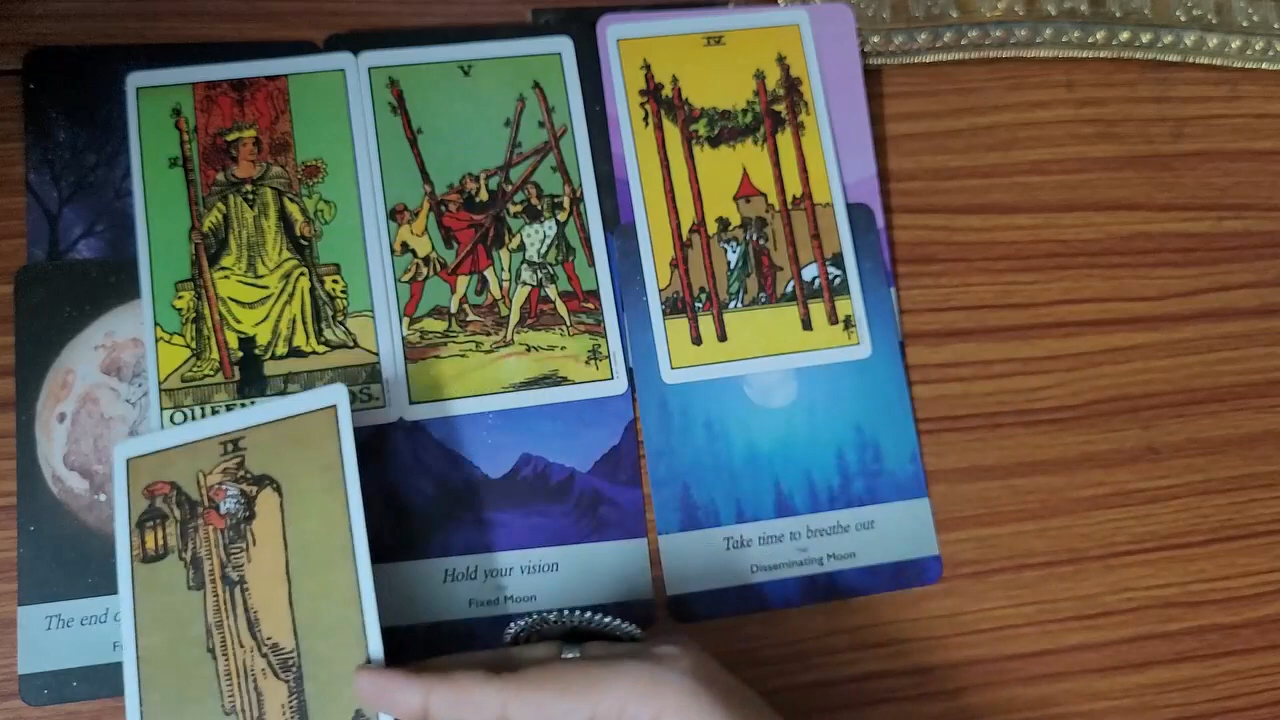 V
IV
QUEEN
DS.
IX
The end
Hold your vision
Fixed Moon
Take time to breathe out
Disseminating Moon